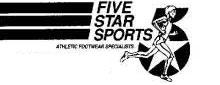 FIVE
STAR
SPORTS
ATHLETIC FOOTWEAR SPECIALISTS